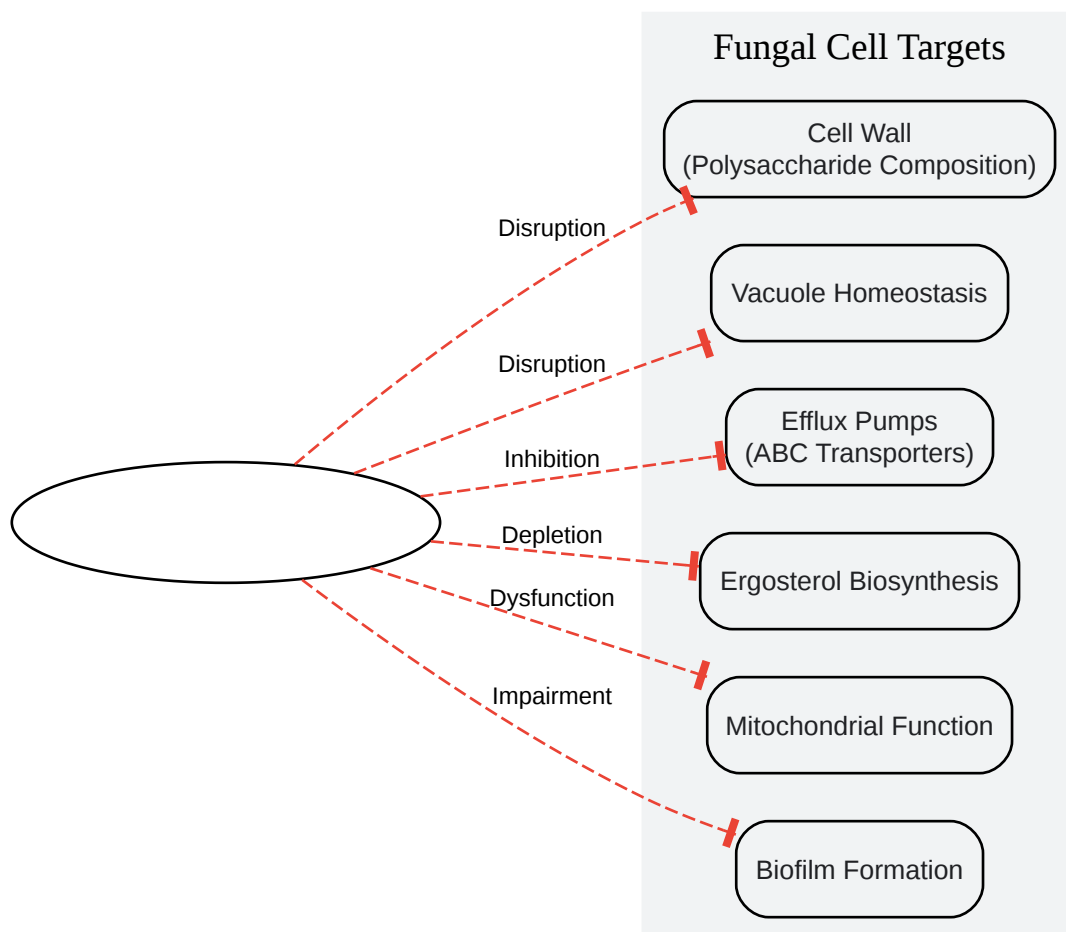 Fungal Cell Targets
Cell Wall
(Polysaccharide Composition)
Disruption
Vacuole Homeostasis
Disruption
Efflux Pumps
(ABC Transporters)
Inhibition
Depletion
Ergosterol Biosynthesis
Dysfunction
Impairment
Mitochondrial Function
Biofilm Formation